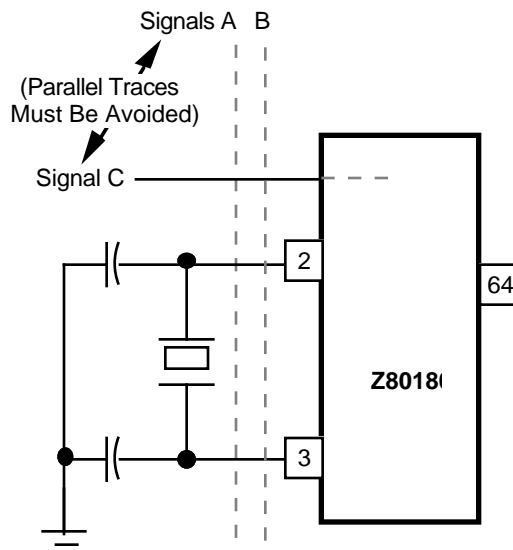 Signals A B
(Parallel Traces
Must Be Avoided)
Signal C
2
64
Z8018
3